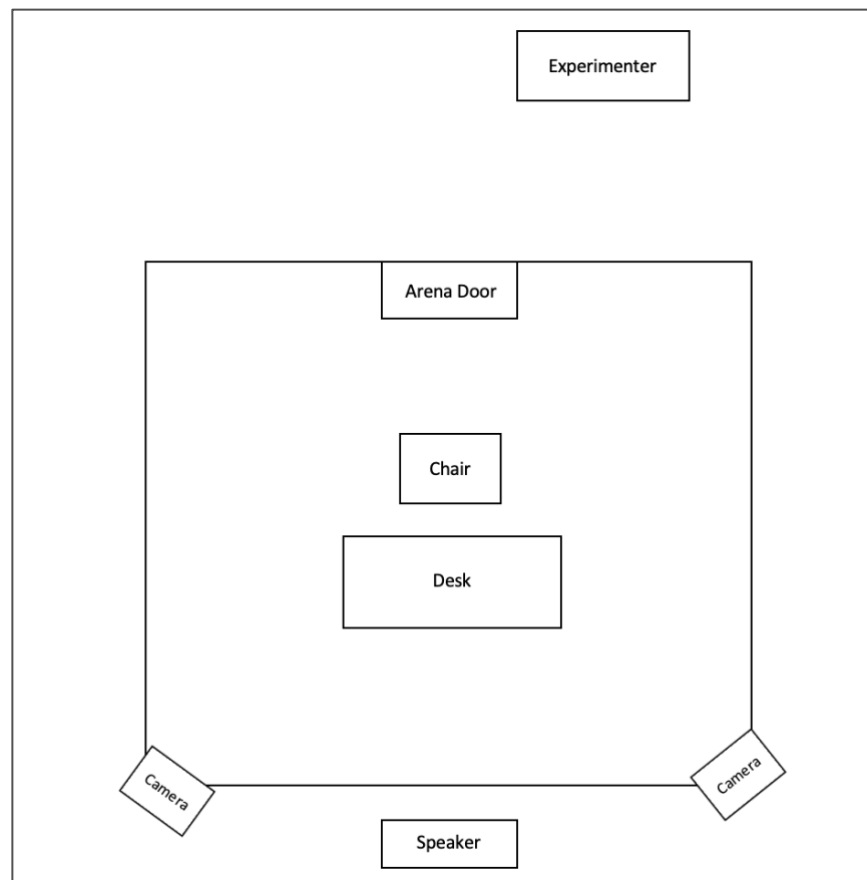 Experimenter
Arena Door
Chair
Desk
Camera
Camera
Speaker